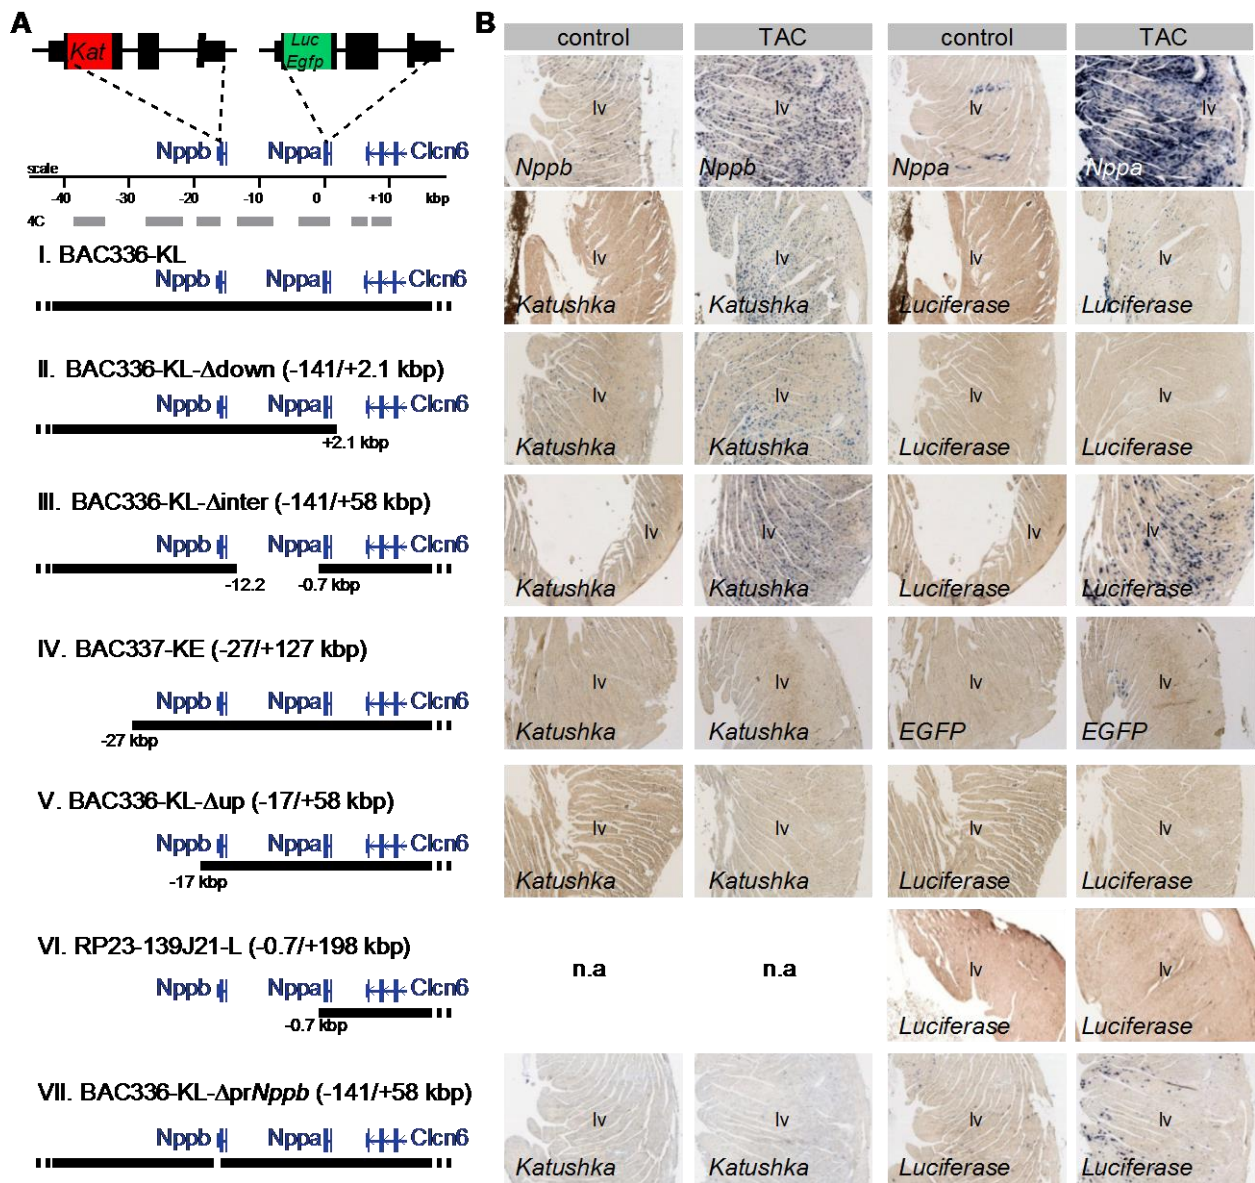 A
Kat
Luc
Egfp
Nppb Nppa Clcn6
scale
-40 -30 -20 -10 0 +10 kbp
4C
I. BAC336-KL
Nppb Nppa Clcn6
II. BAC336-KL-Δdown (-141/+2.1 kbp)
Nppb Nppa Clcn6
+2.1 kbp
III. BAC336-KL-Δinter (-141/+58 kbp)
Nppb Nppa Clcn6
-12.2 -0.7 kbp
IV. BAC337-KE (-27/+127 kbp)
Nppb Nppa Clcn6
-27 kbp
V. BAC336-KL-Δup (-17/+58 kbp)
Nppb Nppa Clcn6
-17 kbp
VI. RP23-139J21-L (-0.7/+198 kbp)
Nppb Nppa Clcn6
-0.7 kbp
VII. BAC336-KL-ΔprNppb (-141/+58 kbp)
Nppb Nppa Clcn6
B
control TAC control TAC
lv lv lv lv
Nppb Nppb Nppa Nppa
lv lv lv lv
Katushka Katushka Luciferase Luciferase
lv lv lv lv
Katushka Katushka Luciferase Luciferase
lv lv lv lv
Katushka Katushka Luciferase Luciferase
lv lv lv lv
Katushka Katushka EGFP EGFP
lv lv lv lv
Katushka Katushka Luciferase Luciferase
n.a n.a lv lv
Luciferase Luciferase
lv lv lv lv
Katushka Katushka Luciferase Luciferase